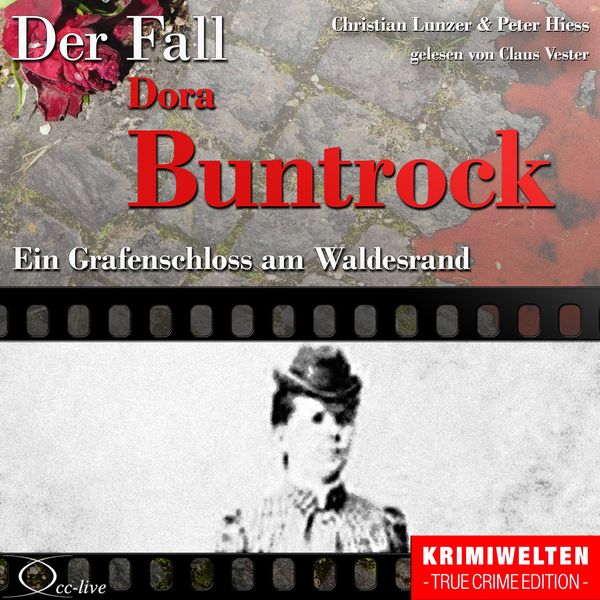 Der Fall
Christian Lunzer & Peter Hiess
gelesen von Claus Vester
Dora
Buntrock
Ein Grafenschloss am Waldesrand
cc-live
KRIMIWELTEN
- TRUE CRIME EDITION -